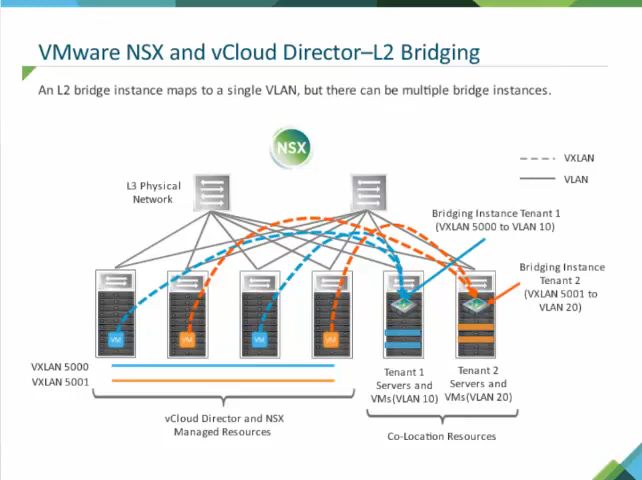 VMware NSX and vCloud Director–L2 Bridging
An L2 bridge instance maps to a single VLAN, but there can be multiple bridge instances.
NSX
VXLAN
VLAN
L3 Physical
Network
Bridging Instance Tenant 1
(VXLAN 5000 to VLAN 10)
Bridging Instance
Tenant 2
(VXLAN 5001 to
VLAN 20)
VM
VM
VM
VM
VXLAN 5000
VXLAN 5001
Tenant 1
Servers and
VMs(VLAN 10)
Tenant 2
Servers and
VMs(VLAN 20)
vCloud Director and NSX
Managed Resources
Co-Location Resources